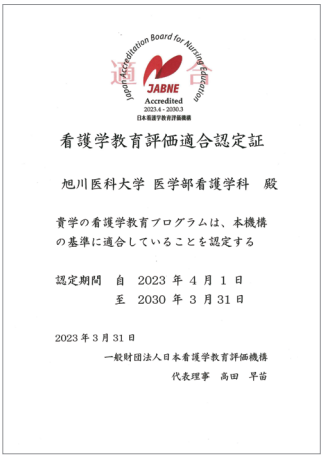 Japan Accreditation Board for Nursing Education
適 合
JABNE
Accredited
2023.4 - 2030.3
日本看護学教育評価機構
看護学教育評価適合認定証
旭川医科大学 医学部看護学科 殿
貴学の看護学教育プログラムは、本機構
の基準に適合していることを認定する
認定期間 自 2023 年 4 月 1 日
至 2030 年 3 月 31 日
2023 年 3 月 31 日
一般財団法人日本看護学教育評価機構
代表理事 高田 早苗